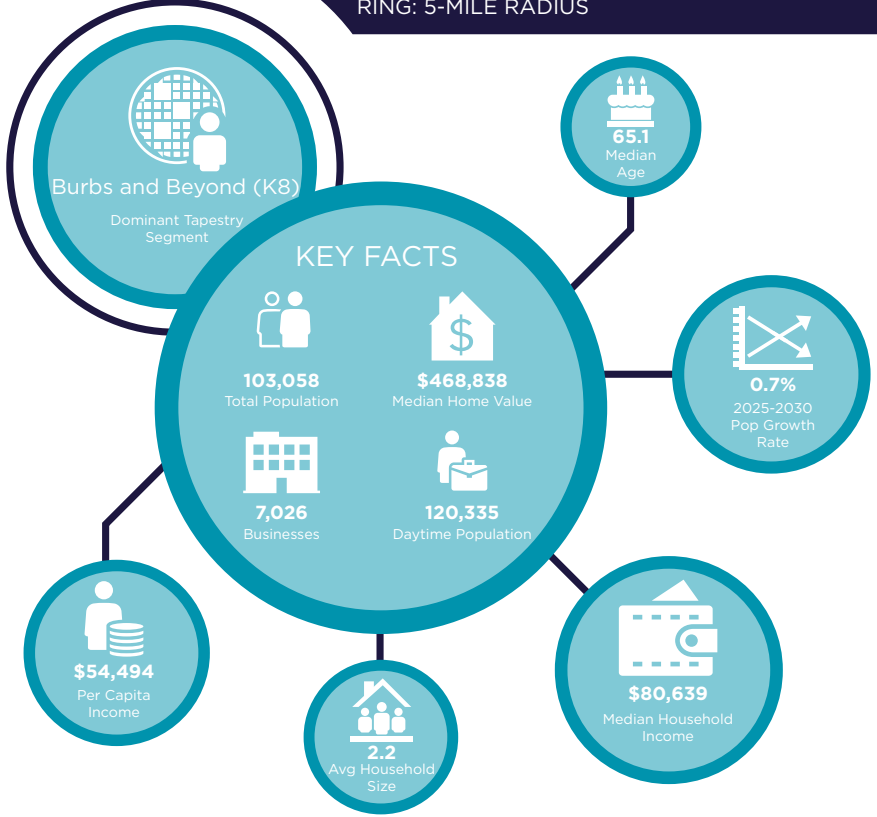 RING: 5-MILE RADIUS
Burbs and Beyond (K8)
Dominant Tapestry
Segment
65.1
Median
Age
KEY FACTS
103,058
Total Population
$468,838
Median Home Value
0.7%
2025-2030
Pop Growth
Rate
7,026
Businesses
120,335
Daytime Population
$54,494
Per Capita
Income
2.2
Avg Household
Size
$80,639
Median Household
Income